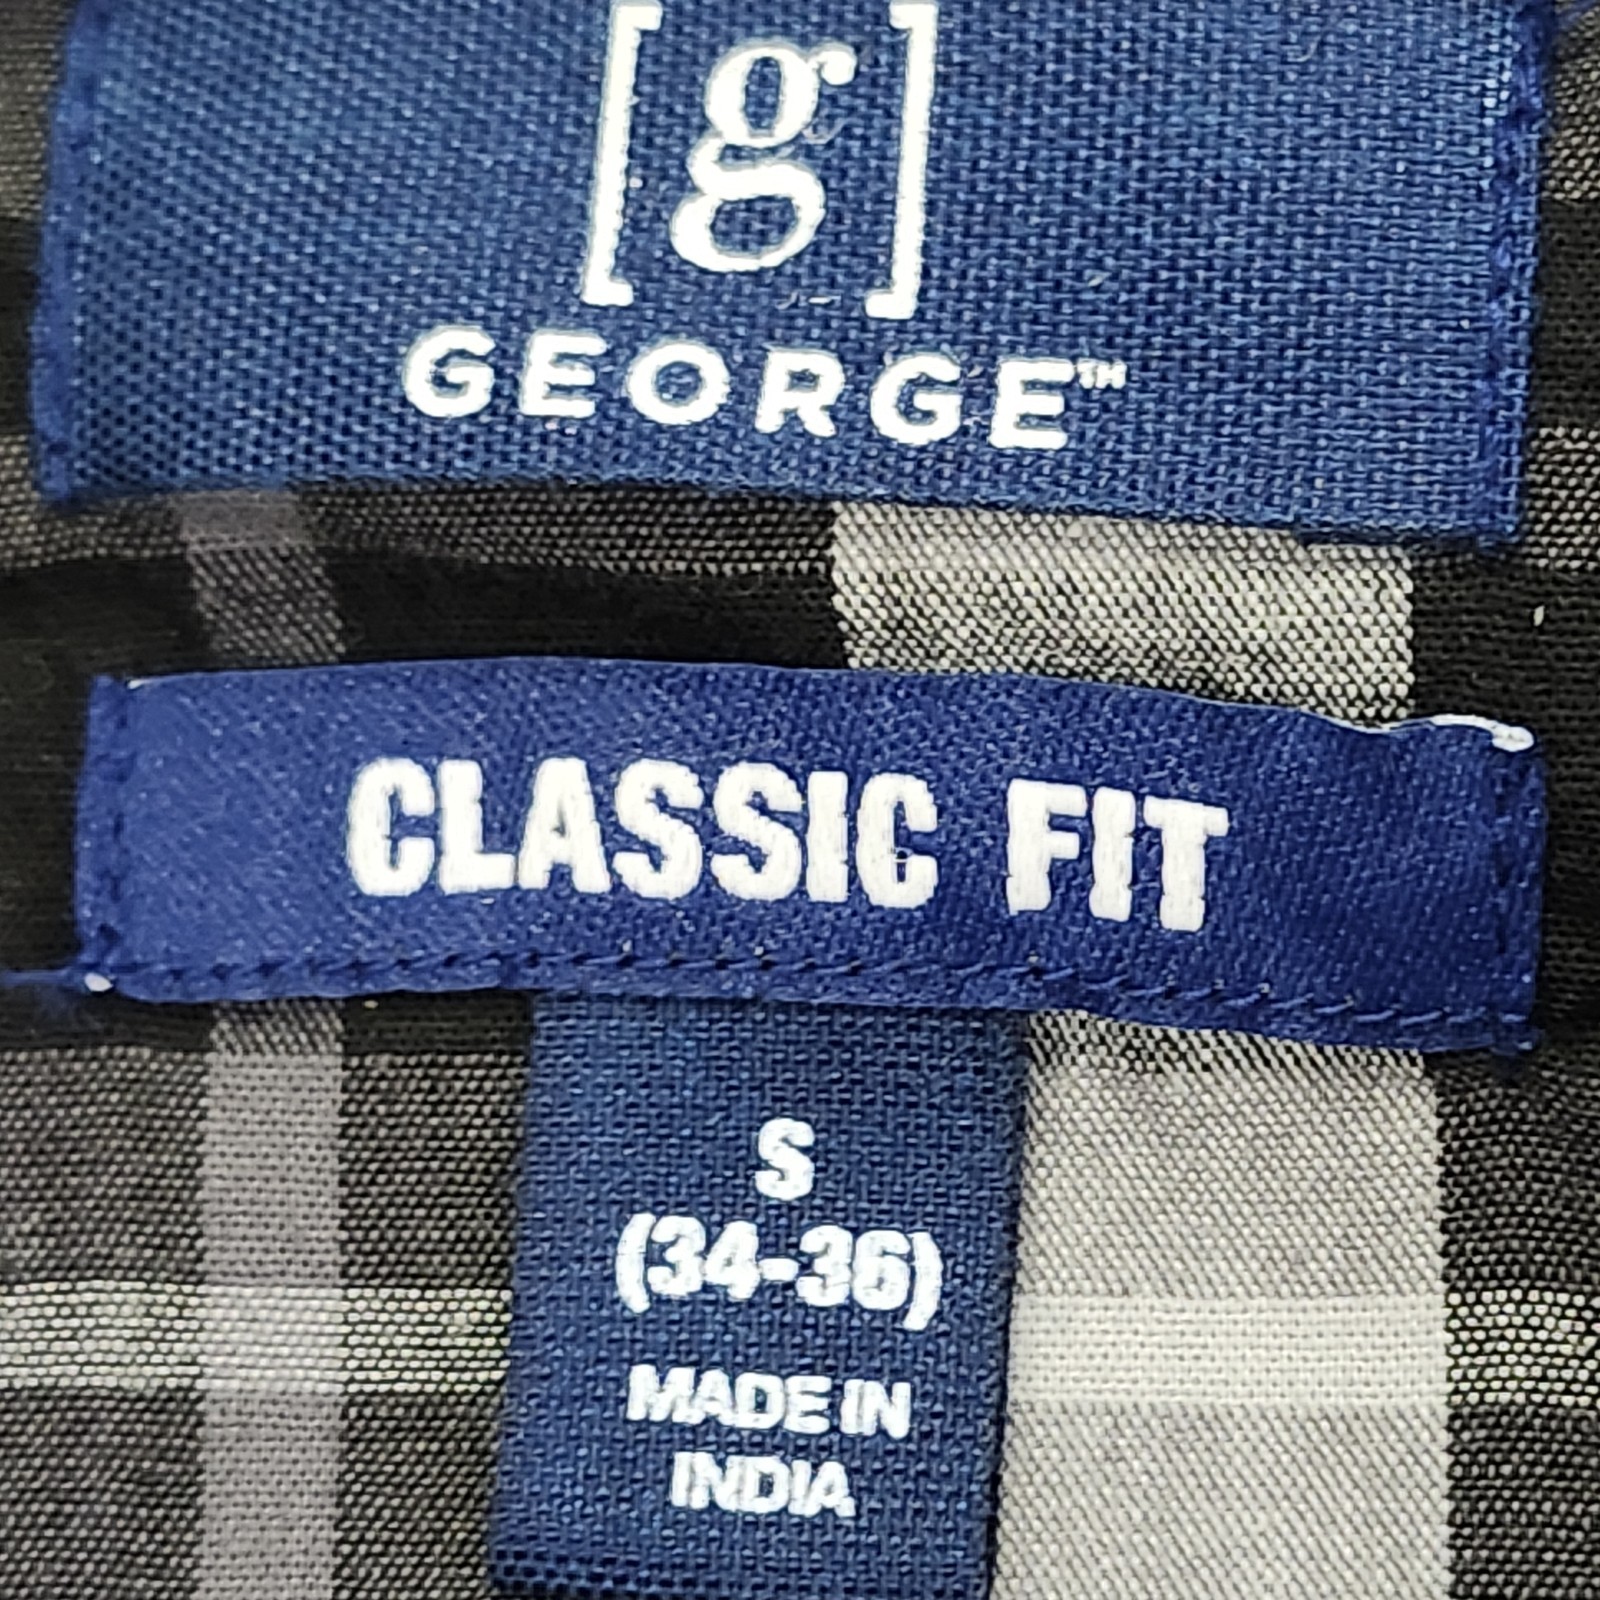 [g]
GEORGE™
CLASSIC FIT
S
(34-36)
MADE IN
INDIA